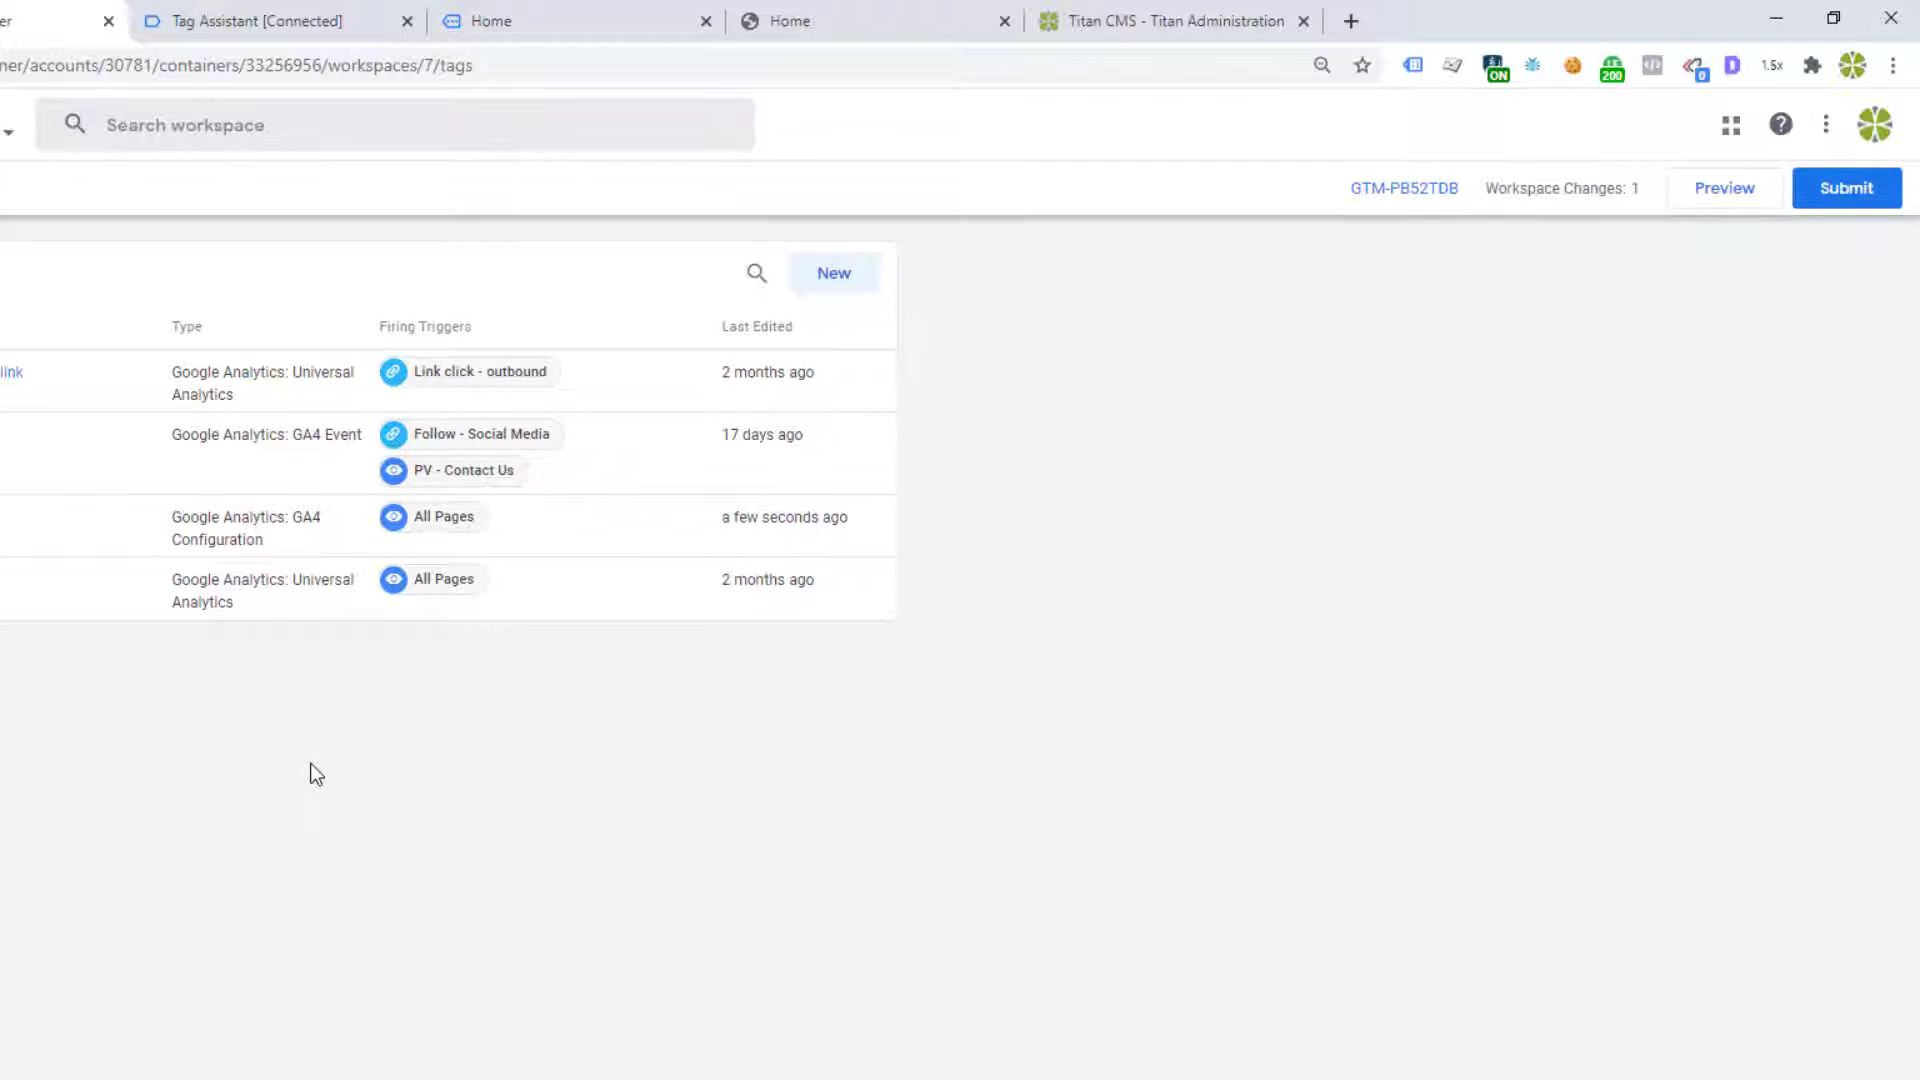 er
Tag Assistant [Connected]
Home
Home
Titan CMS - Titan Administration
ner/accounts/30781/containers/33256956/workspaces/7/tags
ON
200
0
1.5x
Search workspace
GTM-PB52TDB Workspace Changes: 1 Preview Submit
New
Type Firing Triggers Last Edited
link Google Analytics: Universal Link click - outbound 2 months ago
Analytics
Google Analytics: GA4 Event Follow - Social Media 17 days ago
PV - Contact Us
Google Analytics: GA4 All Pages a few seconds ago
Configuration
Google Analytics: Universal All Pages 2 months ago
Analytics